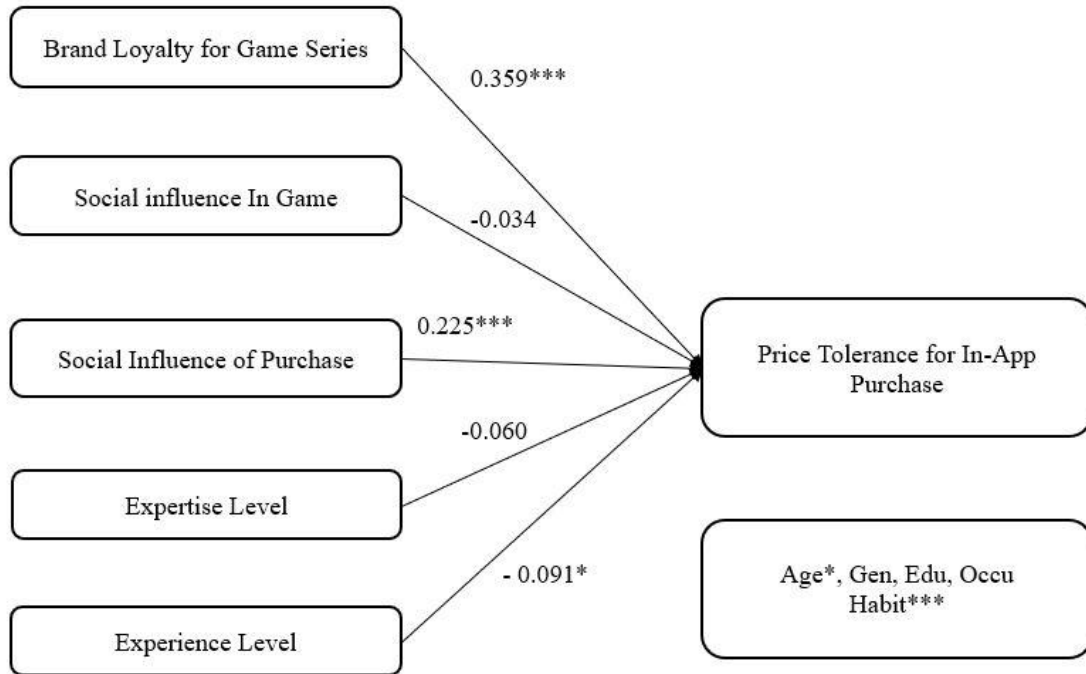 Brand Loyalty for Game Series
0.359***
Social influence In Game
-0.034
0.225***
Social Influence of Purchase
Price Tolerance for In-App
Purchase
-0.060
Expertise Level
- 0.091*
Age*, Gen, Edu, Occu
Habit***
Experience Level